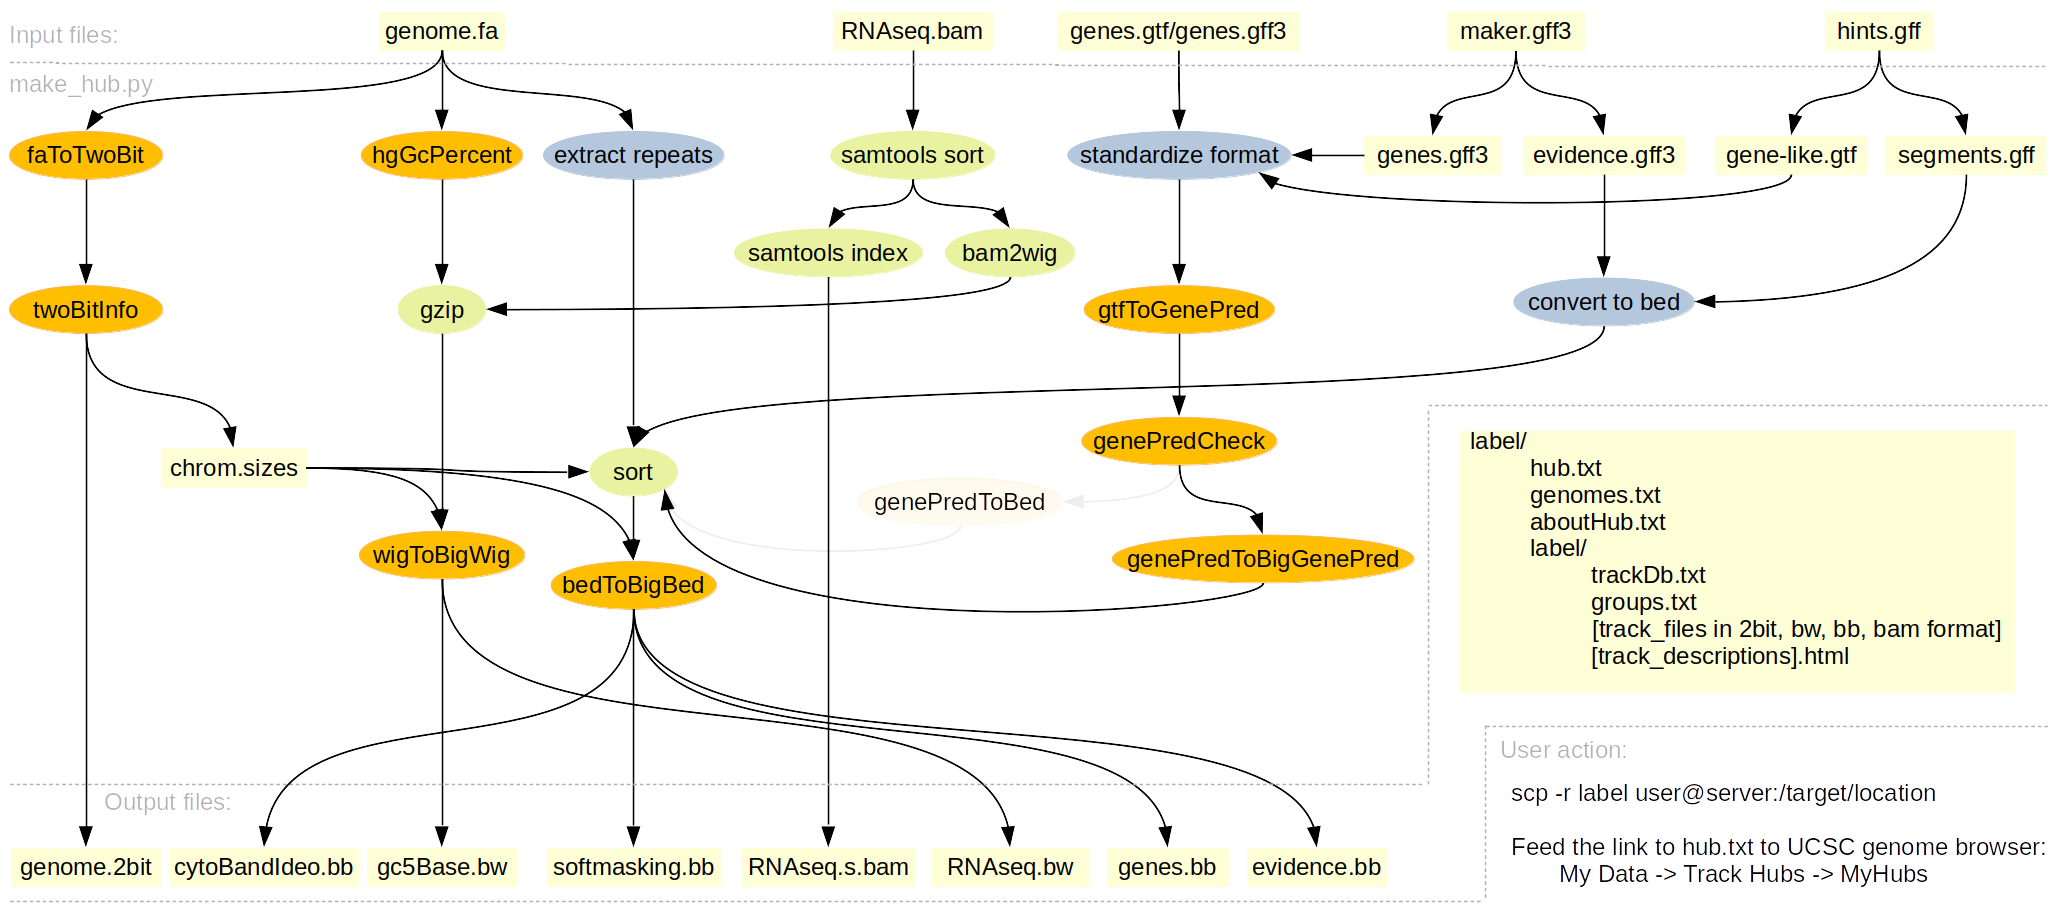 Input files:
genome.fa
RNAseq.bam
genes.gtf/genes.gff3
maker.gff3
hints.gff
make_hub.py
faToTwoBit
hgGcPercent
extract repeats
samtools sort
standardize format
genes.gff3
evidence.gff3
gene-like.gtf
segments.gff
samtools index
bam2wig
twoBitInfo
gzip
gtfToGenePred
convert to bed
chrom.sizes
sort
genePredCheck
genePredToBed
wigToBigWig
bedToBigBed
genePredToBigGenePred
label/
hub.txt
genomes.txt
aboutHub.txt
label/
trackDb.txt
groups.txt
[track_files in 2bit, bw, bb, bam format]
[track_descriptions].html
User action:
scp -r label user@server:/target/location
Feed the link to hub.txt to UCSC genome browser:
My Data -> Track Hubs -> MyHubs
Output files:
genome.2bit
cytoBandIdeo.bb
gc5Base.bw
softmasking.bb
RNAseq.s.bam
RNAseq.bw
genes.bb
evidence.bb